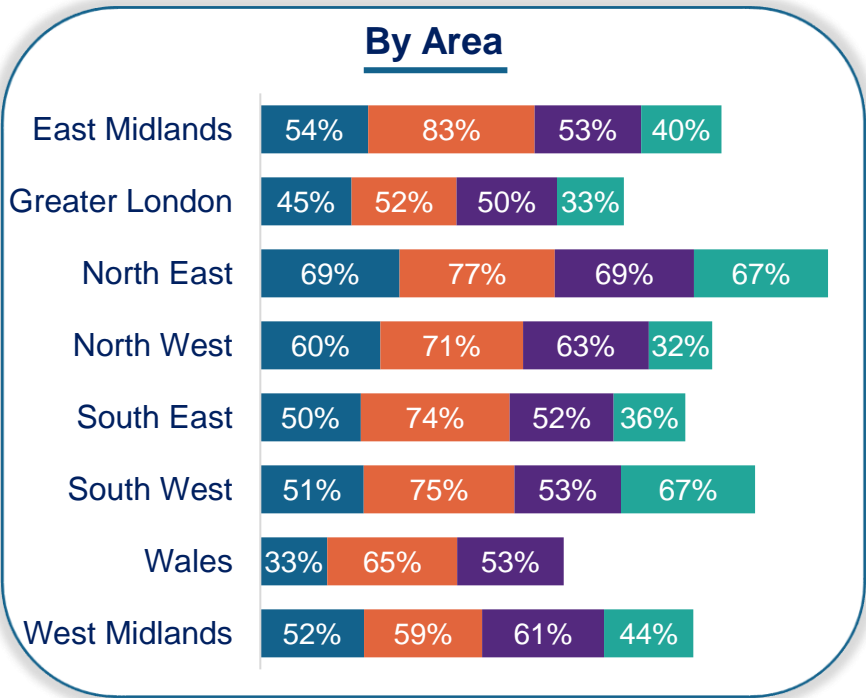 By Area
East Midlands 54% 83% 53% 40%
Greater London 45% 52% 50% 33%
North East 69% 77% 69% 67%
North West 60% 71% 63% 32%
South East 50% 74% 52% 36%
South West 51% 75% 53% 67%
Wales 33% 65% 53%
West Midlands 52% 59% 61% 44%